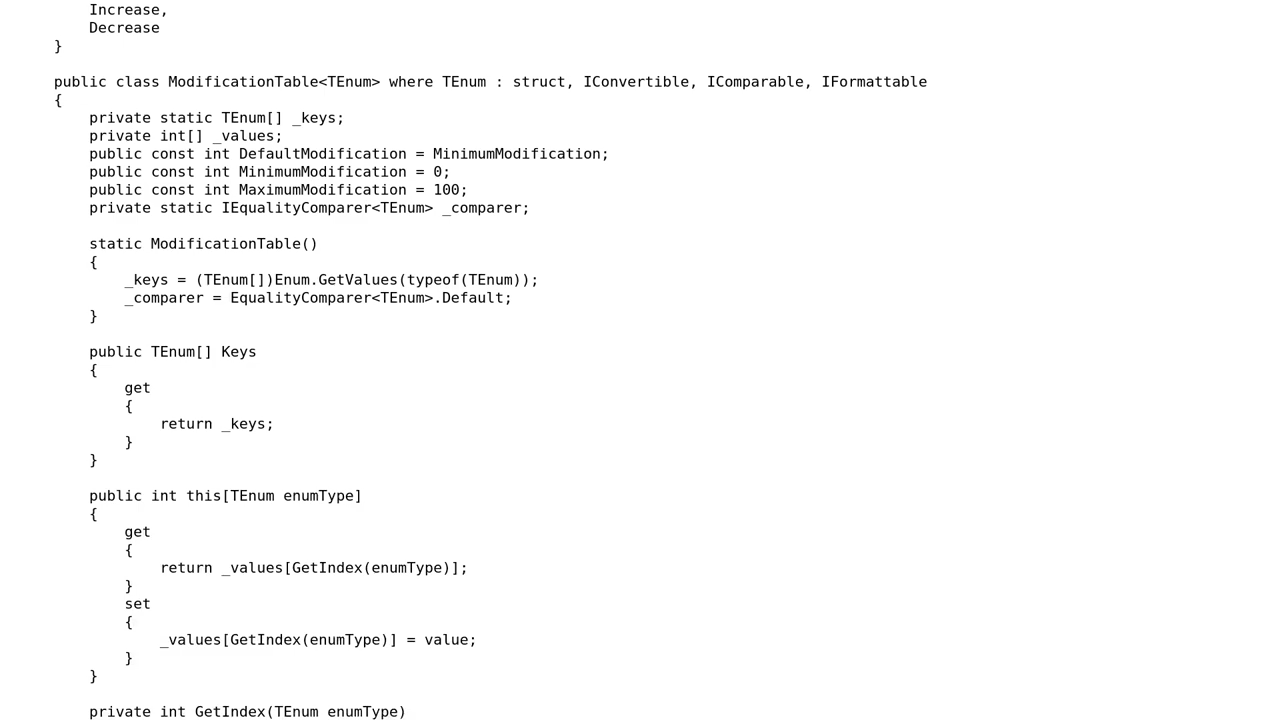 Increase,
        Decrease
    }

    public class ModificationTable<TEnum> where TEnum : struct, IConvertible, IComparable, IFormattable
    {
        private static TEnum[] _keys;
        private int[] _values;
        public const int DefaultModification = MinimumModification;
        public const int MinimumModification = 0;
        public const int MaximumModification = 100;
        private static IEqualityComparer<TEnum> _comparer;

        static ModificationTable()
        {
            _keys = (TEnum[])Enum.GetValues(typeof(TEnum));
            _comparer = EqualityComparer<TEnum>.Default;
        }

        public TEnum[] Keys
        {
            get
            {
                return _keys;
            }
        }

        public int this[TEnum enumType]
        {
            get
            {
                return _values[GetIndex(enumType)];
            }
            set
            {
                _values[GetIndex(enumType)] = value;
            }
        }

        private int GetIndex(TEnum enumType)